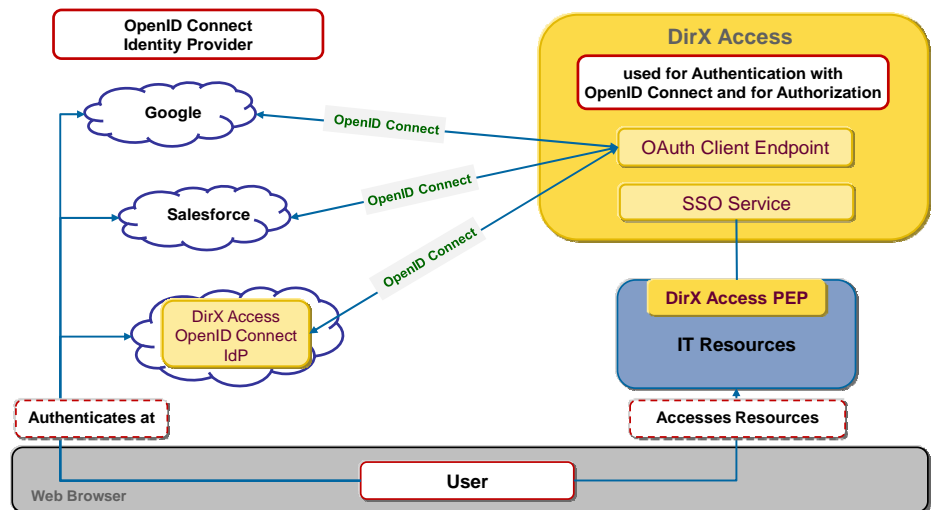 OpenID Connect
Identity Provider
DirX Access
used for Authentication with
OpenID Connect and for Authorization
Google
OpenID Connect
OAuth Client Endpoint
OpenID Connect
Salesforce
SSO Service
OpenID Connect
DirX Access PEP
DirX Access
OpenID Connect
IdP
IT Resources
Authenticates at
Accesses Resources
User
Web Browser